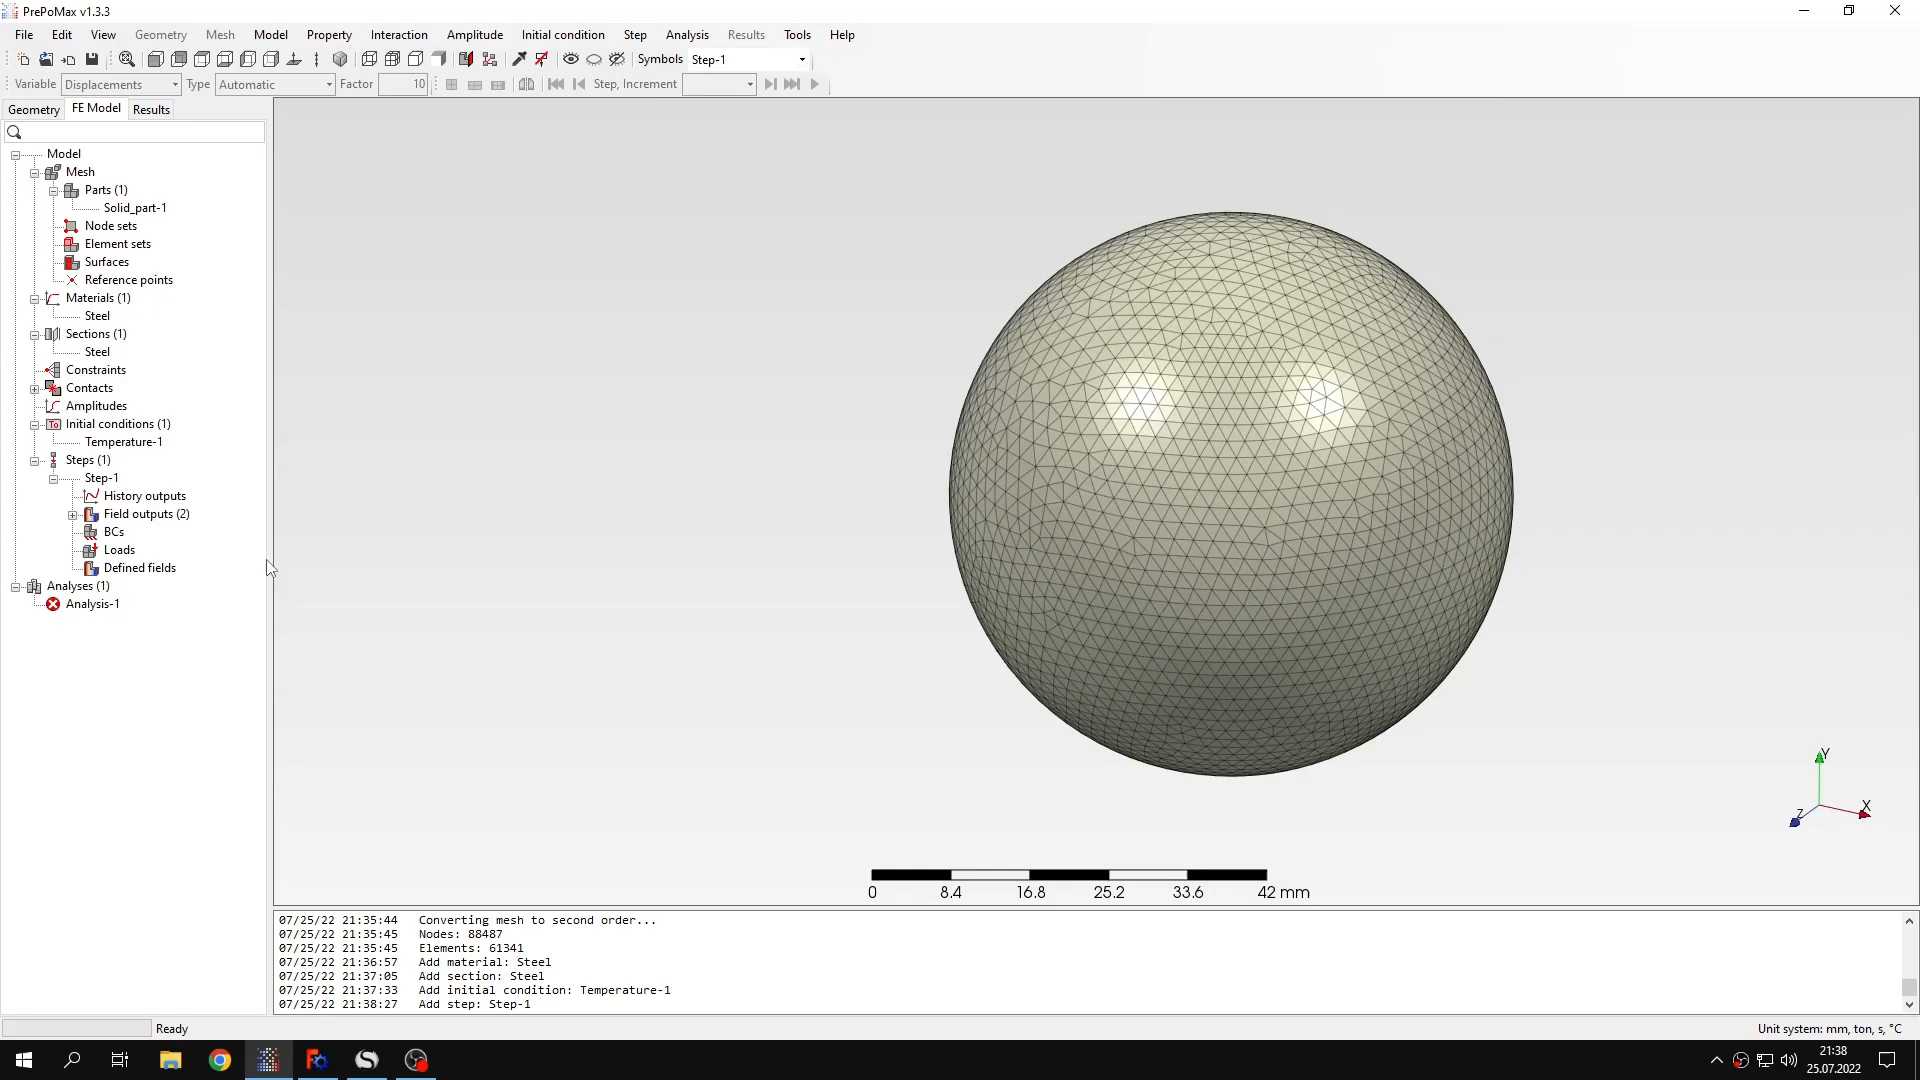 PrePoMax v1.3.3
File Edit View Geometry Mesh Model Property Interaction Amplitude Initial condition Step Analysis Results Tools Help
Symbols Step-1
Variable Displacements Type Automatic Factor 10 Step, Increment
Geometry FE Model Results
Model
Mesh
Parts (1)
Solid_part-1
Node sets
Element sets
Surfaces
Reference points
Materials (1)
Steel
Sections (1)
Steel
Constraints
Contacts
Amplitudes
Initial conditions (1)
Temperature-1
Steps (1)
Step-1
History outputs
Field outputs (2)
BCs
Loads
Defined fields
Analyses (1)
Analysis-1
Y
Z
X
0 8.4 16.8 25.2 33.6 42 mm
07/25/22 21:35:44 Converting mesh to second order...
07/25/22 21:35:45 Nodes: 88487
07/25/22 21:35:45 Elements: 61341
07/25/22 21:36:57 Add material: Steel
07/25/22 21:37:05 Add section: Steel
07/25/22 21:37:33 Add initial condition: Temperature-1
07/25/22 21:38:27 Add step: Step-1
Ready
Unit system: mm, ton, s, °C
21:38
25.07.2022